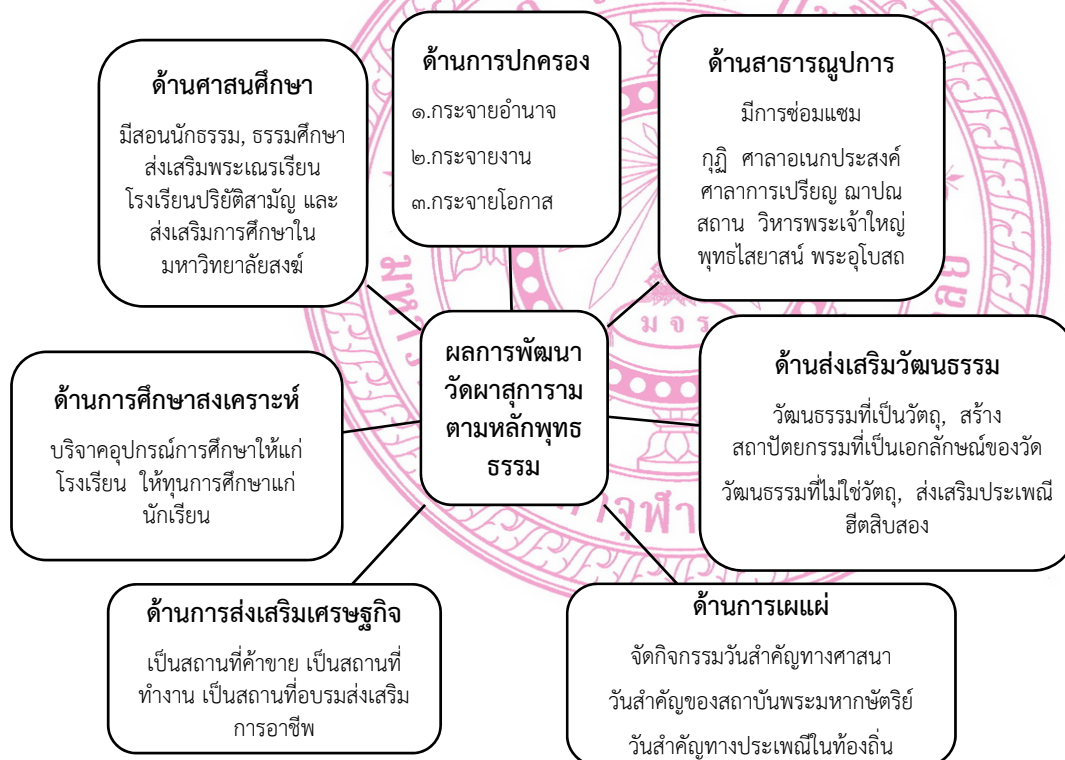 ด้านศาสนศึกษา
มีสอนนักธรรม, ธรรมศึกษา
ส่งเสริมพระเณรเรียน
โรงเรียนปริยัติสามัญ และ
ส่งเสริมการศึกษาใน
มหาวิทยาลัยสงฆ์
ด้านการปกครอง
๑.กระจายอำนาจ
๒.กระจายงาน
๓.กระจายโอกาส
ด้านสาธารณูปการ
มีการซ่อมแซม
กุฏิ ศาลาอเนกประสงค์
ศาลาการเปรียญ ฌาปณ
สถาน วิหารพระเจ้าใหญ่
พุทธไสยาสน์ พระอุโบสถ
ผลการพัฒนา
วัดผาสุการาม
ตามหลักพุทธ
ธรรม
ด้านการศึกษาสงเคราะห์
บริจาคอุปกรณ์การศึกษาให้แก่
โรงเรียน ให้ทุนการศึกษาแก่
นักเรียน
ด้านส่งเสริมวัฒนธรรม
วัฒนธรรมที่เป็นวัตถุ, สร้าง
สถาปัตยกรรมที่เป็นเอกลักษณ์ของวัด
วัฒนธรรมที่ไม่ใช่วัตถุ, ส่งเสริมประเพณี
ฮีตสิบสอง
ด้านการส่งเสริมเศรษฐกิจ
เป็นสถานที่ค้าขาย เป็นสถานที่
ทำงาน เป็นสถานที่อบรมส่งเสริม
การอาชีพ
ด้านการเผแผ่
จัดกิจกรรมวันสำคัญทางศาสนา
วันสำคัญของสถาบันพระมหากษัตริย์
วันสำคัญทางประเพณีในท้องถิ่น
ม จ ร